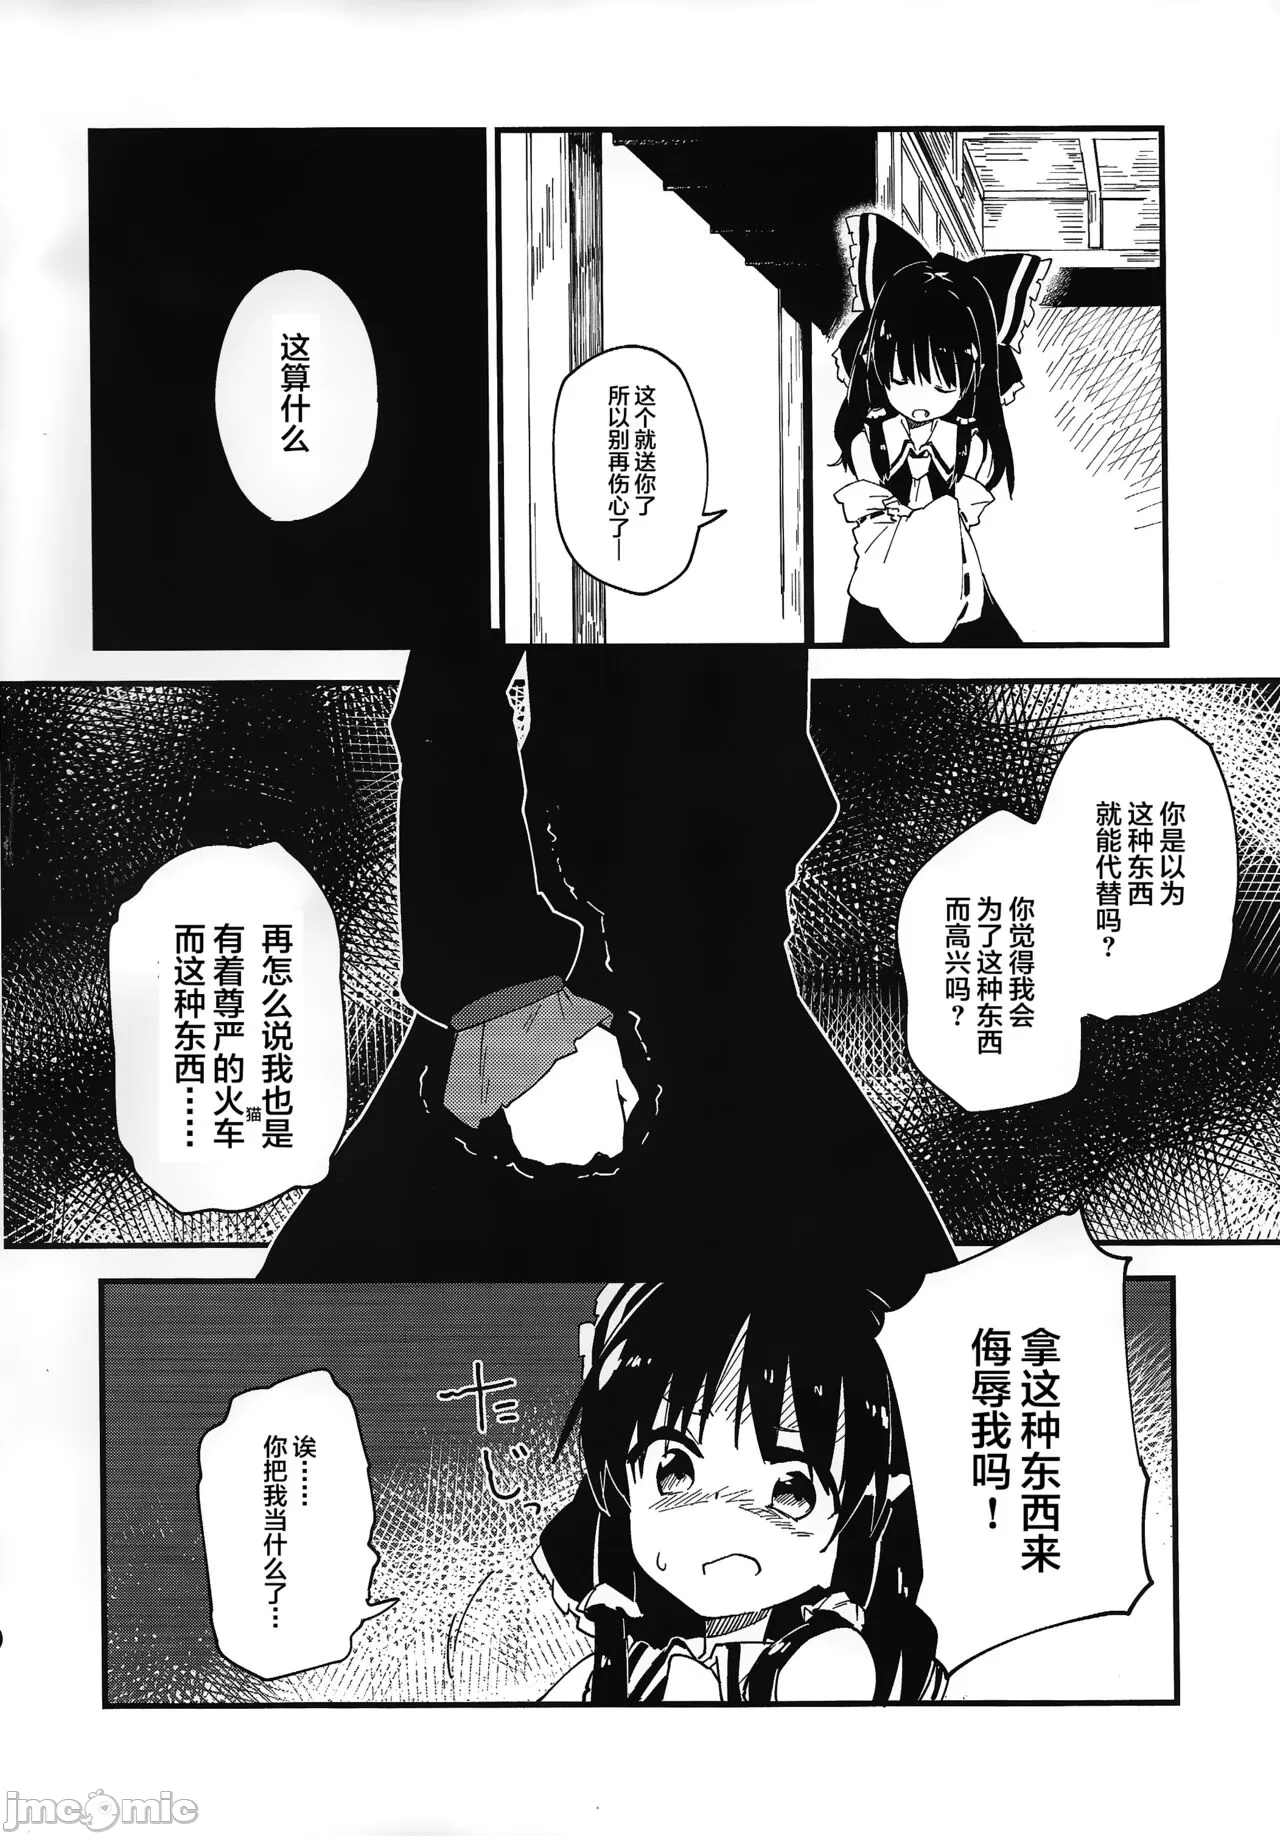 这个就送你了
所以别再伤心了—
这算什么
你是以为
这种东西
就能代替吗？
你觉得我会
为了这种东西
而高兴吗？
再怎么说我也是
有着尊严的火车
猫
而这种东西……
拿这种东西来
侮辱我吗！
たじっ
诶……
你把我当什么了…
jmcomic